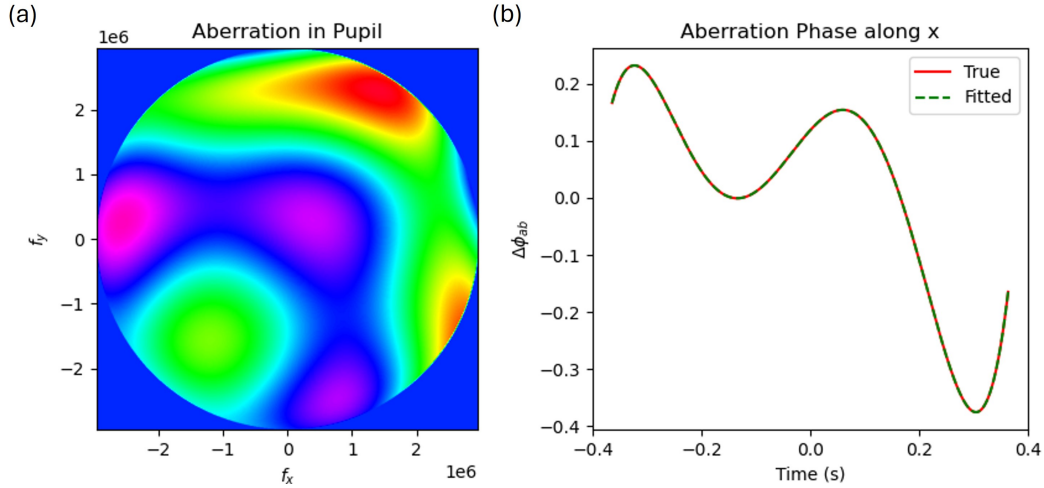 (a)
Aberration in Pupil
1e6
2
1
0
−1
−2
f_y
−2 −1 0 1 2
1e6
f_x
(b)
Aberration Phase along x
True
Fitted
0.2
0.1
0.0
−0.1
−0.2
−0.3
−0.4
Δϕ_ab
−0.4 −0.2 0.0 0.2 0.4
Time (s)